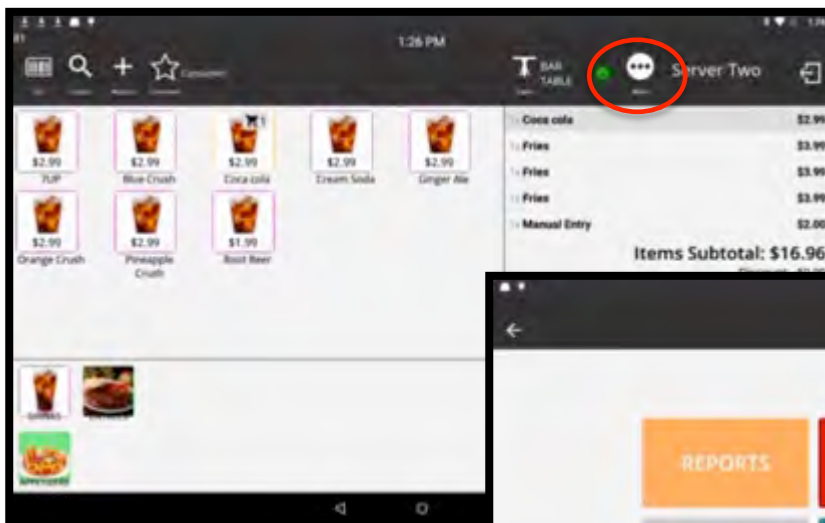 1:26 PM
BAR
TABLE
Server Two
$2.99
$2.99
$2.99
$2.99
$2.99
7UP
Blue Crush
Coca cola
Cream Soda
Ginger Ale
$2.99
$2.99
$1.99
Orange Crush
Pineapple
Crush
Root Beer
Coca cola $2.99
Fries $3.99
Fries $3.99
Fries $3.99
Manual Entry $2.00
Items Subtotal: $16.96
REPORTS